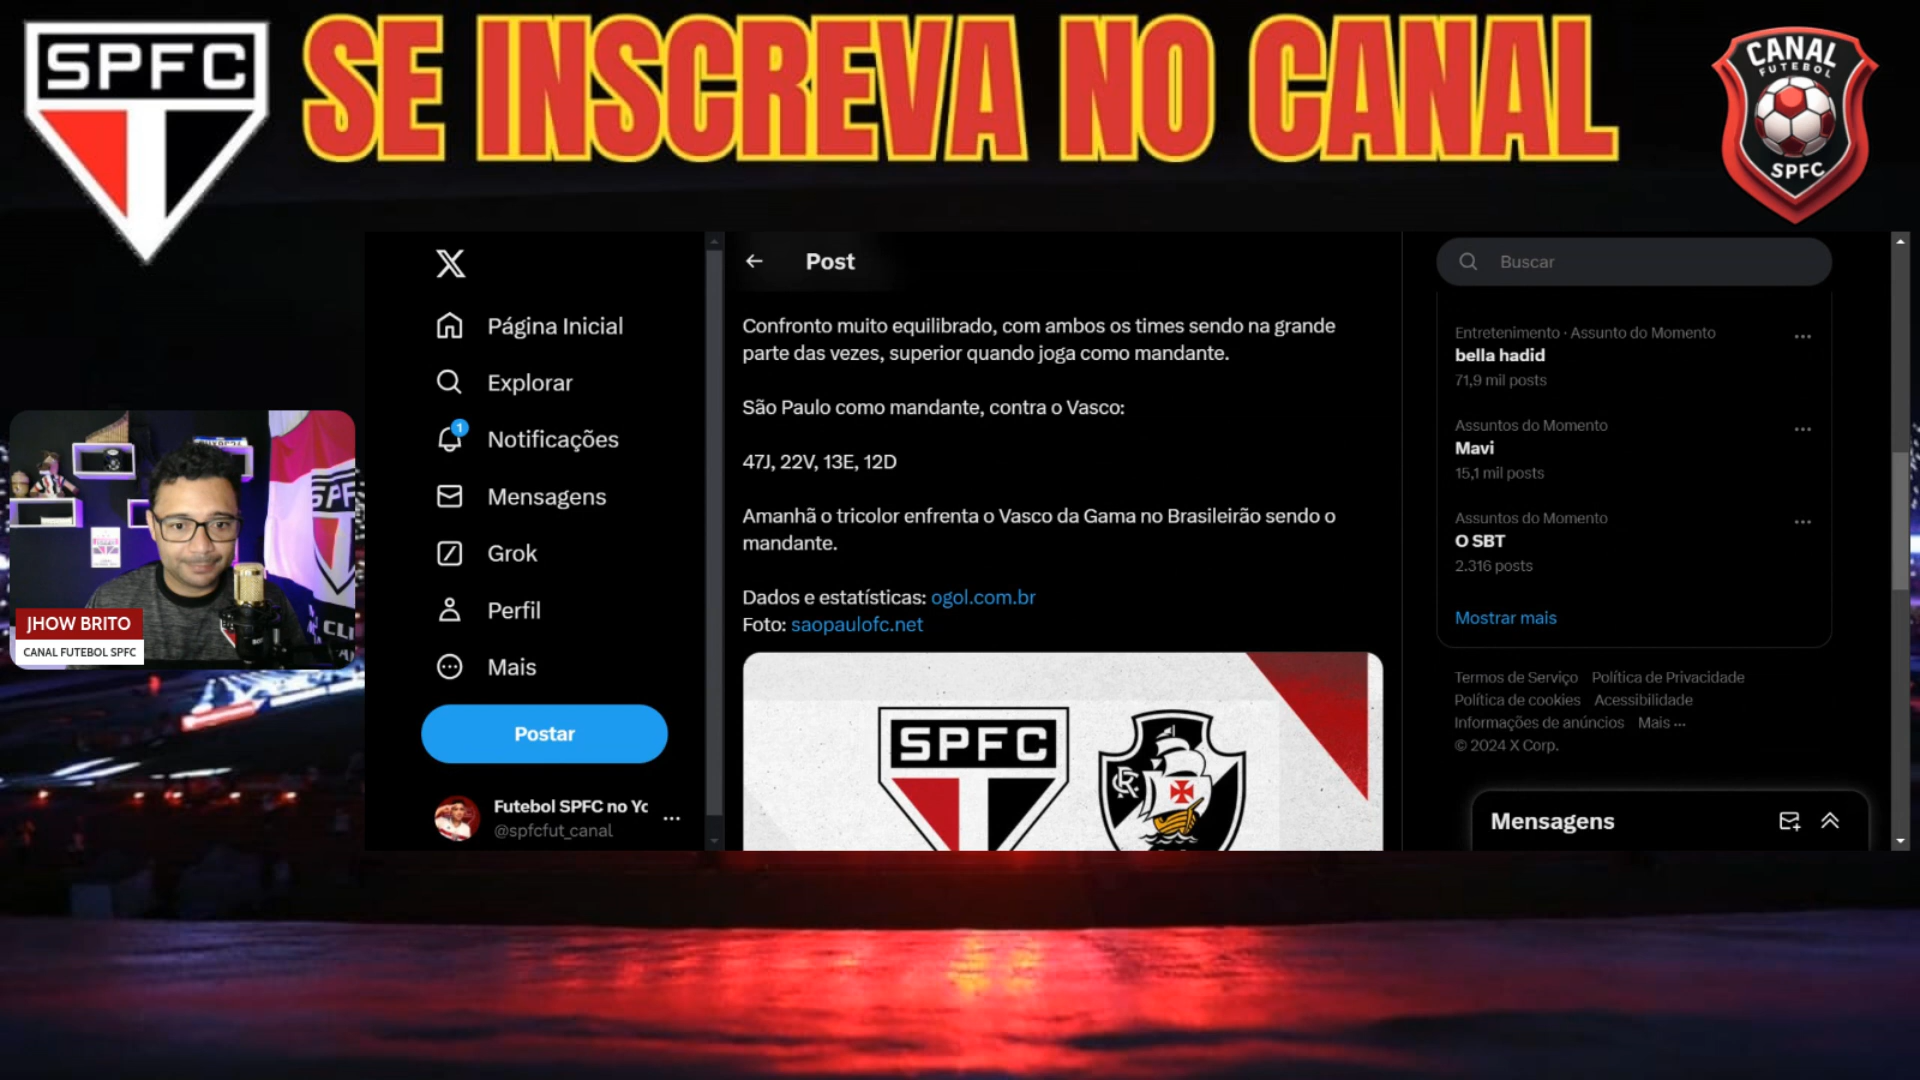 SPFC
SE INSCREVA NO CANAL
CANAL
FUTEBOL
SPFC
Página Inicial
Explorar
1
Notificações
Mensagens
Grok
Perfil
Mais
Postar
Futebol SPFC no Yo
@spfcfut_canal
Post
Confronto muito equilibrado, com ambos os times sendo na grande
parte das vezes, superior quando joga como mandante.
São Paulo como mandante, contra o Vasco:
47J, 22V, 13E, 12D
Amanhã o tricolor enfrenta o Vasco da Gama no Brasileirão sendo o
mandante.
Dados e estatísticas: ogol.com.br
Foto: saopaulofc.net
SPFC
Buscar
Entretenimento · Assunto do Momento
bella hadid
71,9 mil posts
Assuntos do Momento
Mavi
15,1 mil posts
Assuntos do Momento
O SBT
2.316 posts
Mostrar mais
Termos de Serviço Política de Privacidade
Política de cookies Acessibilidade
Informações de anúncios Mais ···
© 2024 X Corp.
Mensagens
JHOW BRITO
CANAL FUTEBOL SPFC